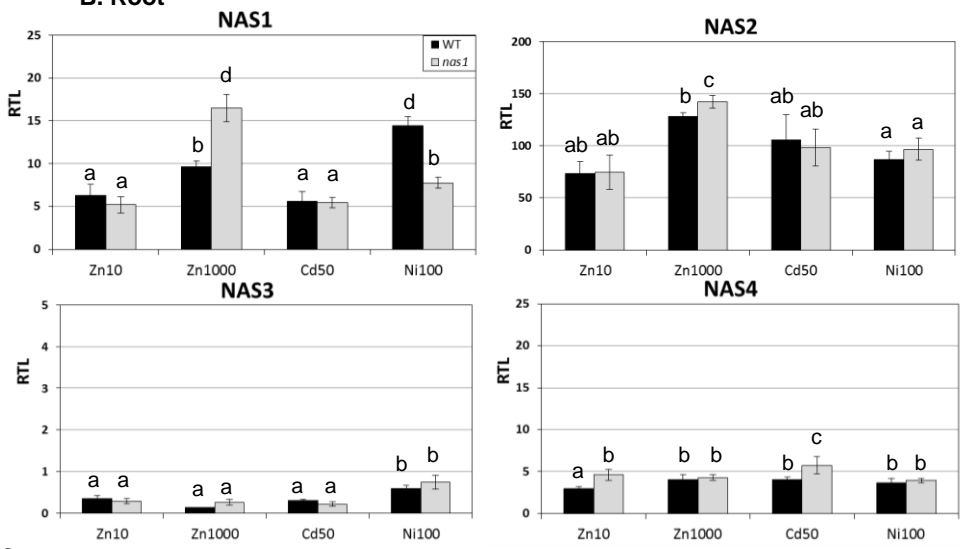 B. Root
NAS1
25
20
15
10
5
0
RTL
WT
nas1
a a b d a a d b
Zn10 Zn1000 Cd50 Ni100
NAS2
200
150
100
50
0
RTL
ab ab b c ab ab a a
Zn10 Zn1000 Cd50 Ni100
NAS3
5
4
3
2
1
0
RTL
a a a a a a b b
Zn10 Zn1000 Cd50 Ni100
NAS4
25
20
15
10
5
0
RTL
a b b b b c b b
Zn10 Zn1000 Cd50 Ni100